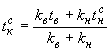 t_к^c = (k_в t_в + k_н t_н^c) / (k_в + k_н)